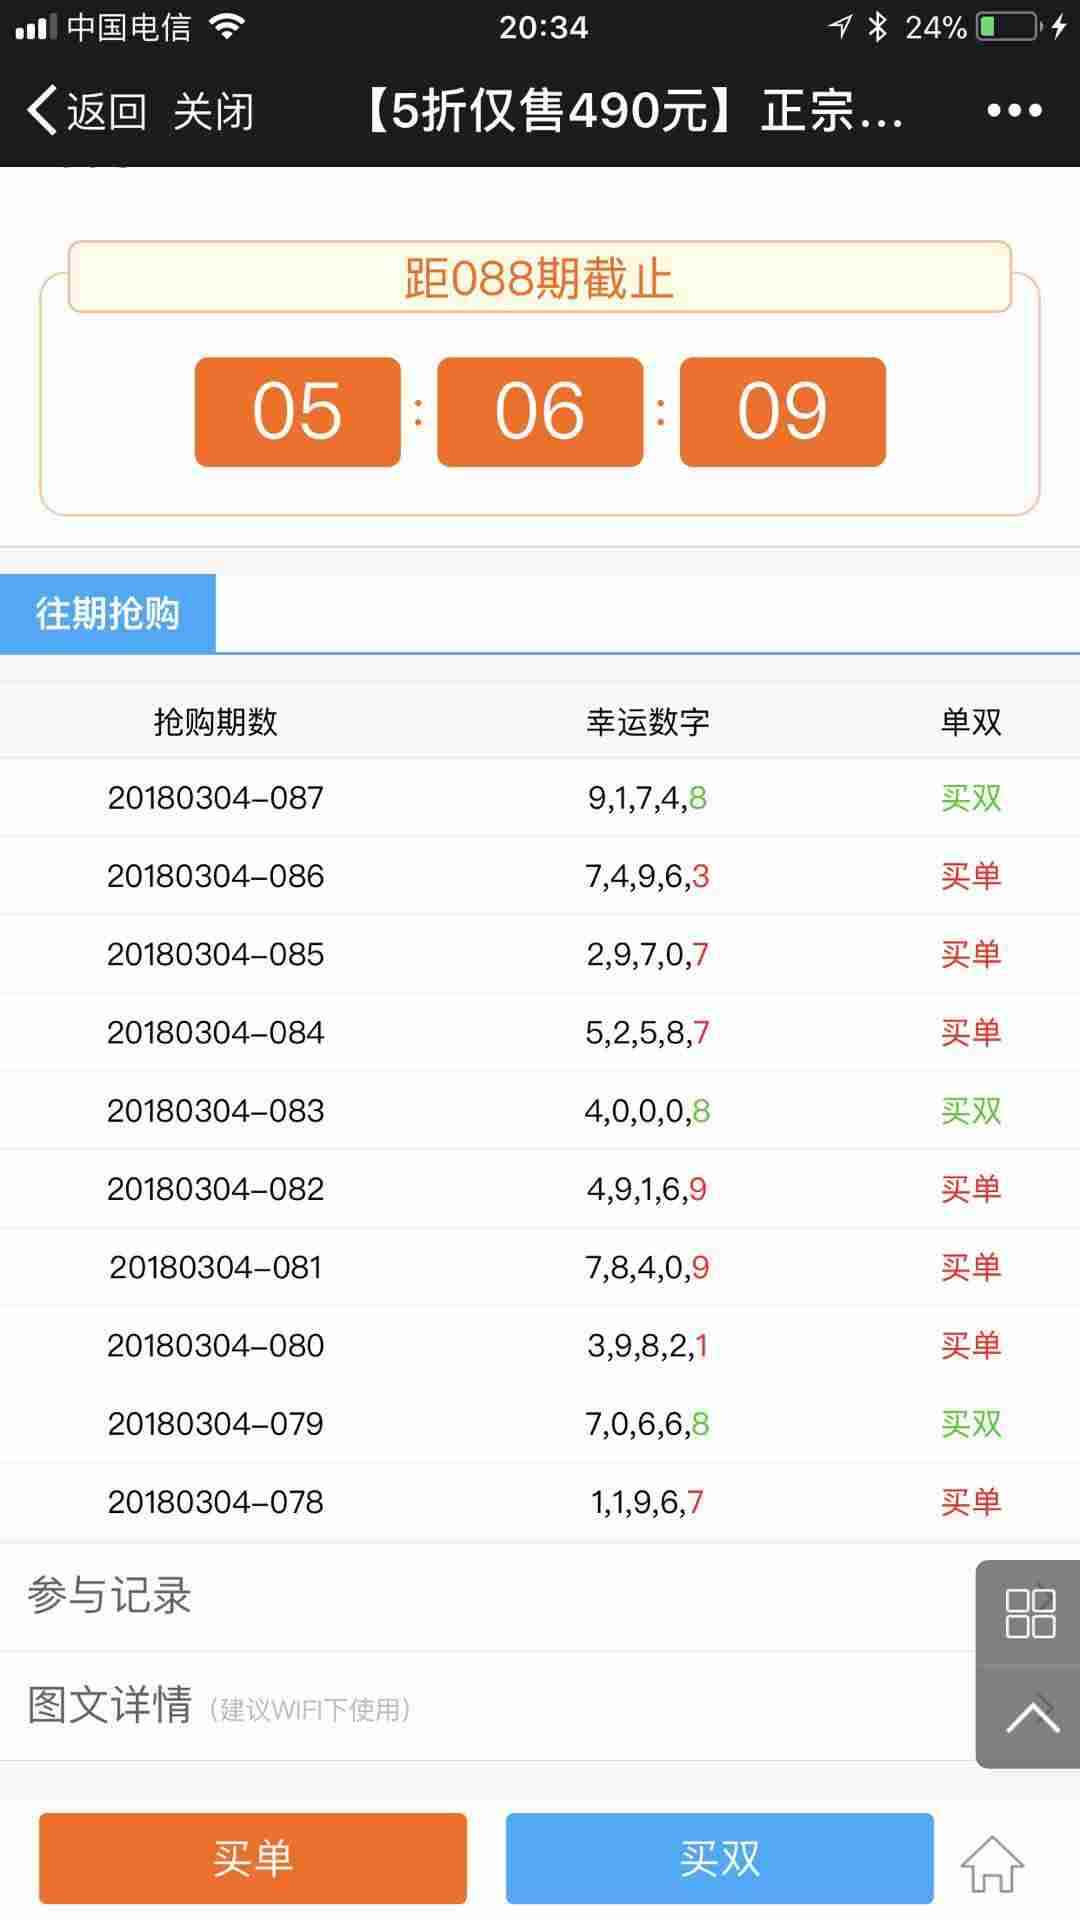 中国电信 20:34 24%
返回 关闭 【5折仅售490元】正宗...
距088期截止
05 : 06 : 09
往期抢购
抢购期数 幸运数字 单双
20180304-087 9,1,7,4,8 买双
20180304-086 7,4,9,6,3 买单
20180304-085 2,9,7,0,7 买单
20180304-084 5,2,5,8,7 买单
20180304-083 4,0,0,0,8 买双
20180304-082 4,9,1,6,9 买单
20180304-081 7,8,4,0,9 买单
20180304-080 3,9,8,2,1 买单
20180304-079 7,0,6,6,8 买双
20180304-078 1,1,9,6,7 买单
参与记录
图文详情（建议WIFI下使用）
买单 买双